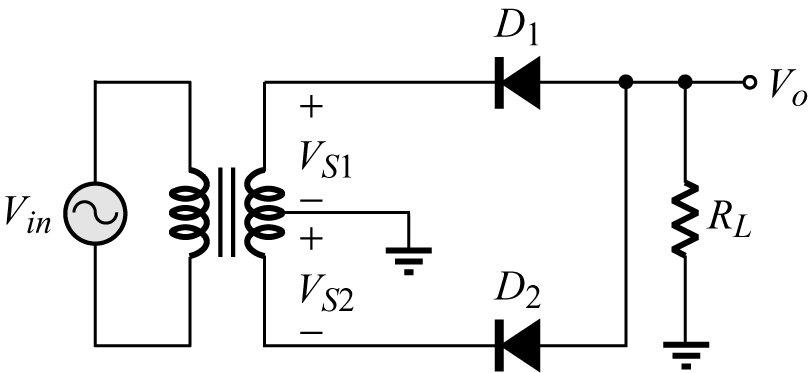 D1
+
Vo
VS1
−
Vin
RL
+
D2
VS2
−